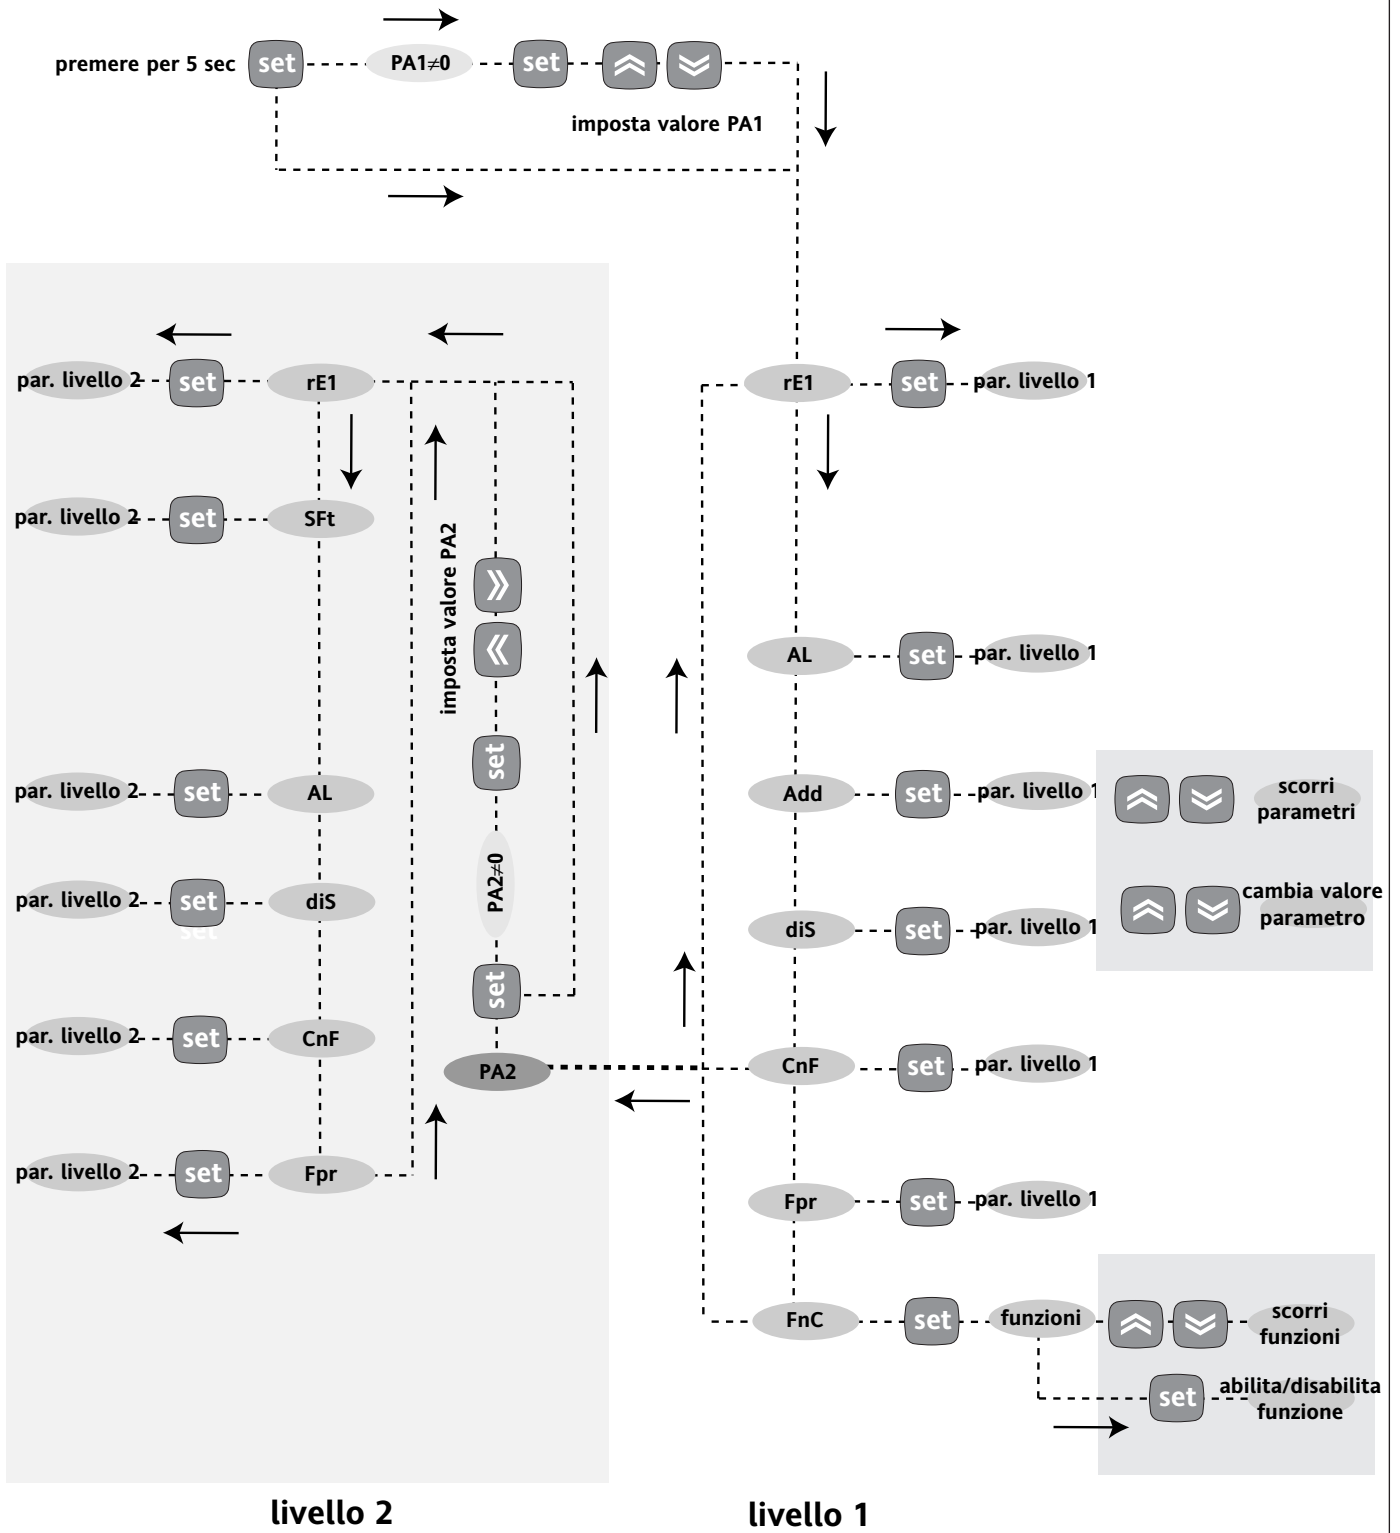 premere per 5 sec
set
PA1≠0
set
imposta valore PA1
par. livello 2
set
rE1
rE1
set
par. livello 1
par. livello 2
set
SFt
imposta valore PA2
set
PA2≠0
set
PA2
AL
set
par. livello 1
par. livello 2
set
AL
Add
set
par. livello 1
scorri
parametri
par. livello 2
set
set
diS
diS
set
par. livello 1
cambia valore
parametro
par. livello 2
set
CnF
CnF
set
par. livello 1
par. livello 2
set
Fpr
Fpr
set
par. livello 1
FnC
set
funzioni
scorri
funzioni
set
abilita/disabilita
funzione
livello 2
livello 1